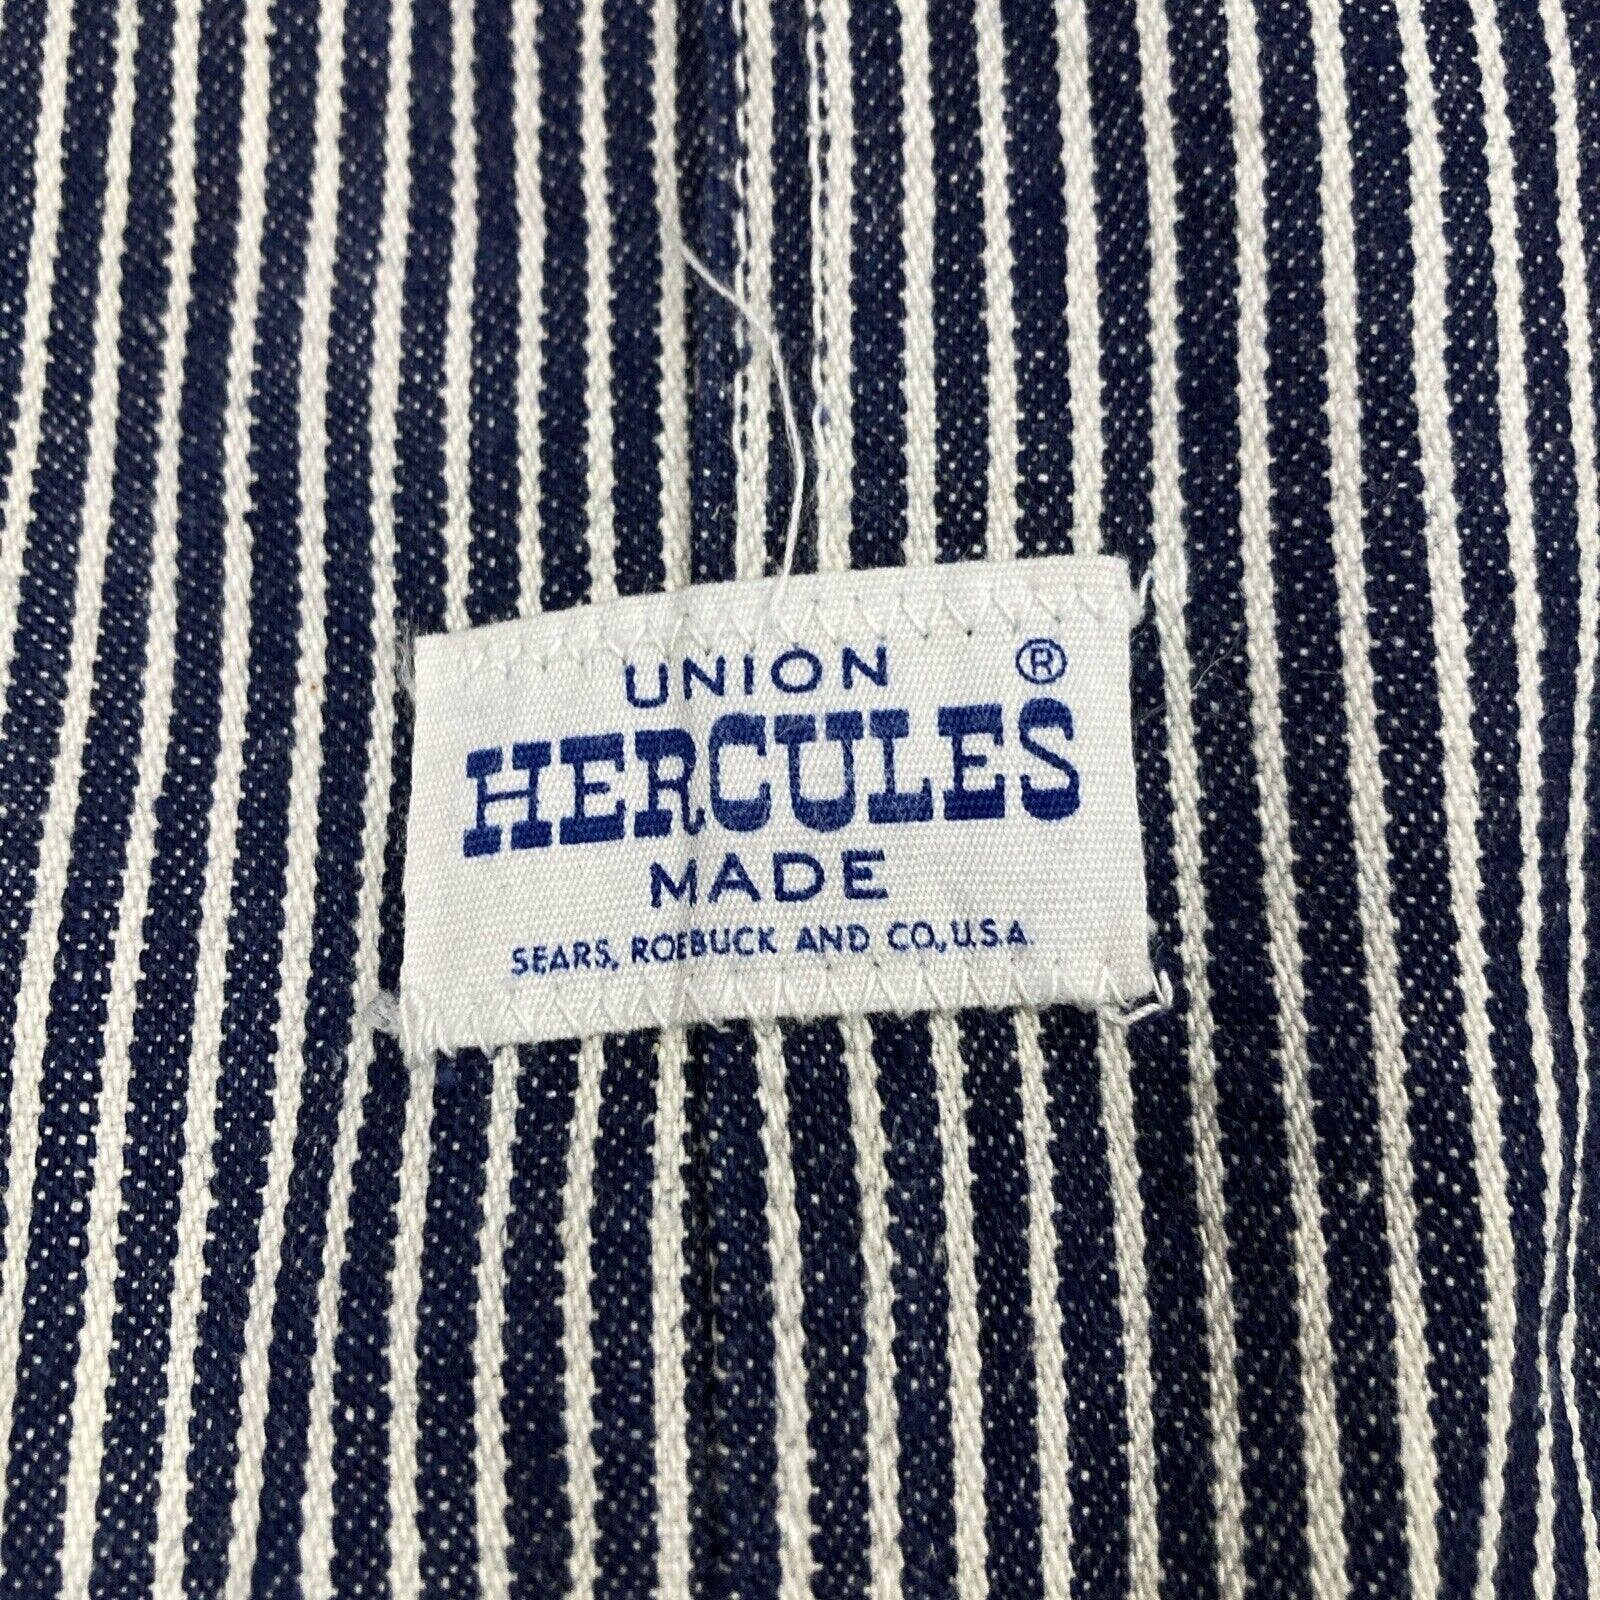 UNION ®
HERCULES
MADE
SEARS, ROEBUCK AND CO., U.S.A.